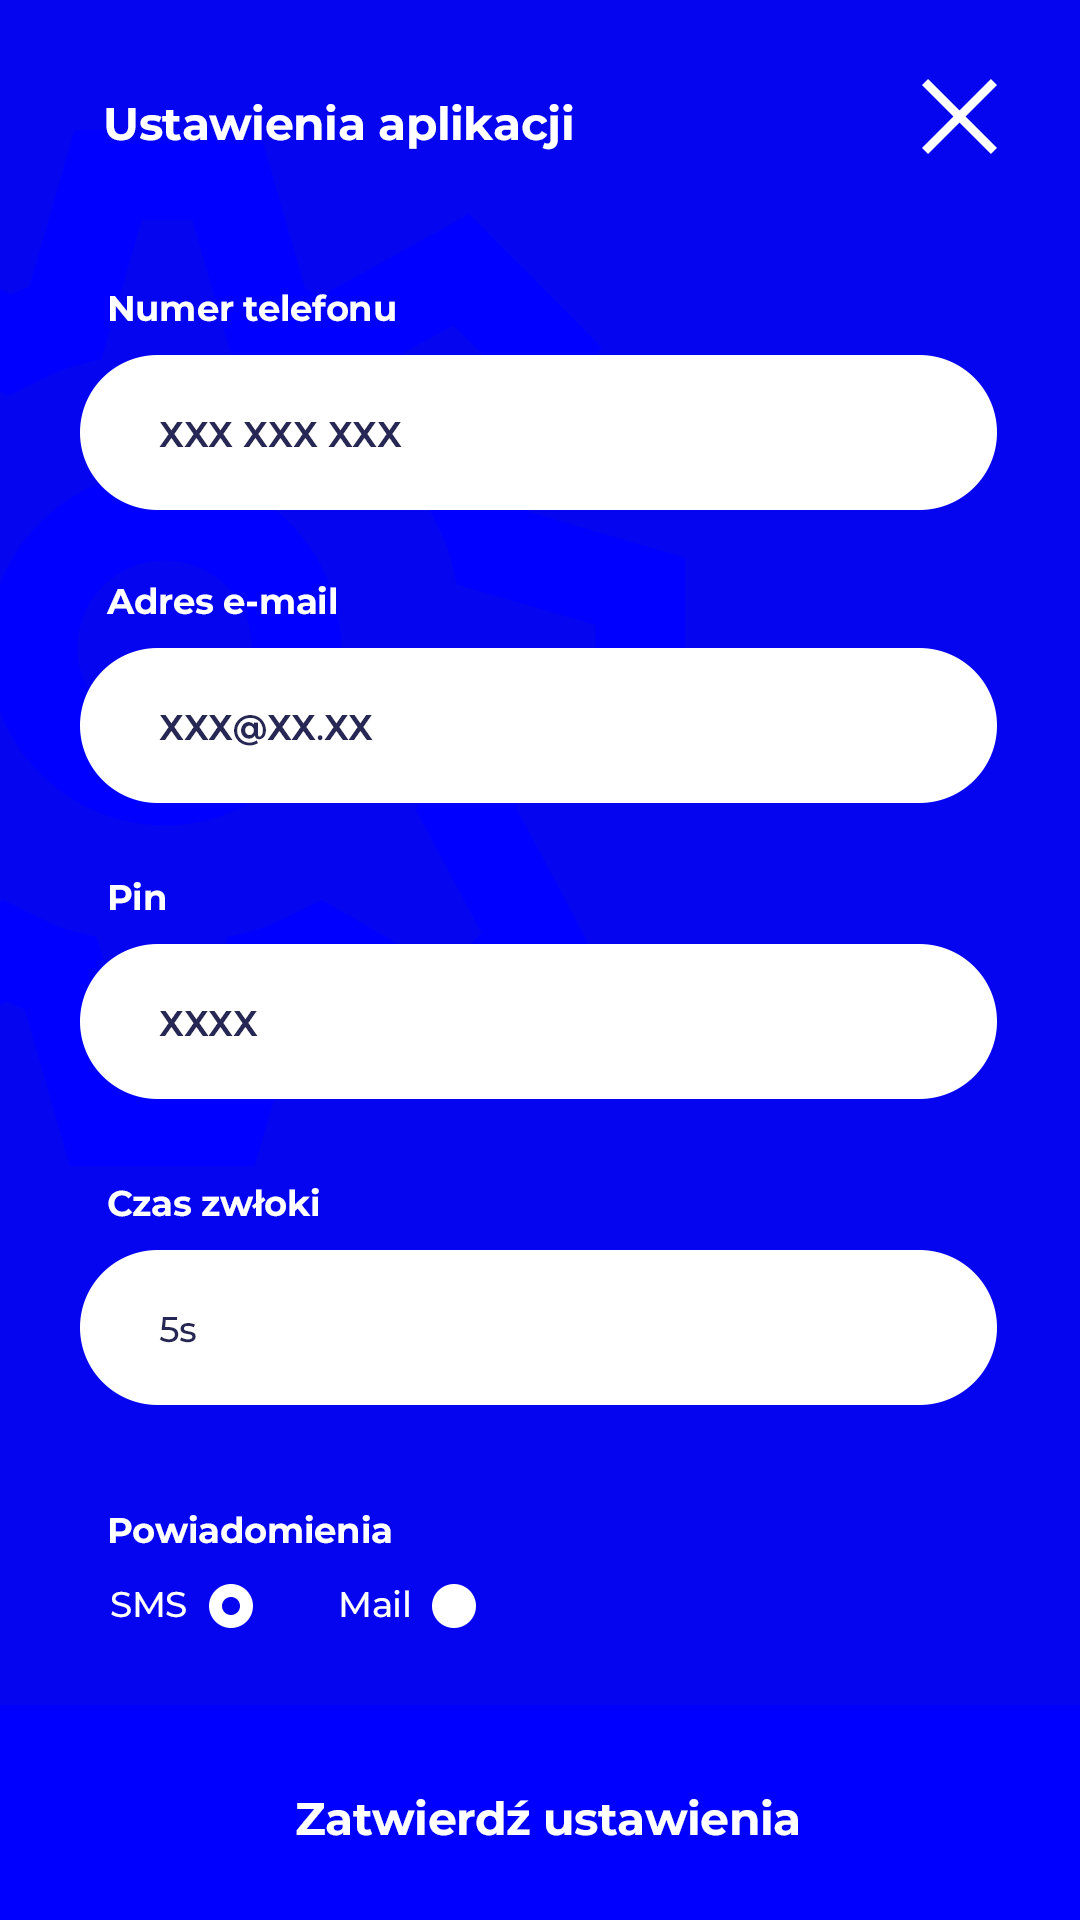 Ustawienia aplikacji
Numer telefonu
XXX XXX XXX
Adres e-mail
XXX@XX.XX
Pin
XXXX
Czas zwłoki
5s
Powiadomienia
SMS Mail
Zatwierdź ustawienia